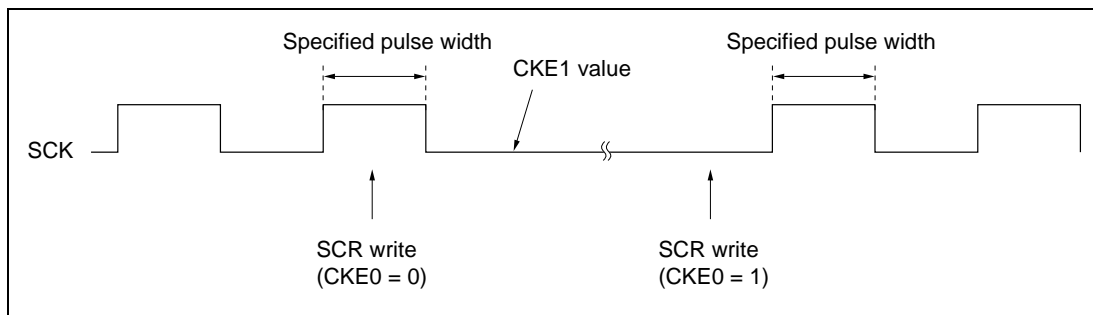 Specified pulse width
Specified pulse width
CKE1 value
SCK
SCR write
(CKE0 = 0)
SCR write
(CKE0 = 1)